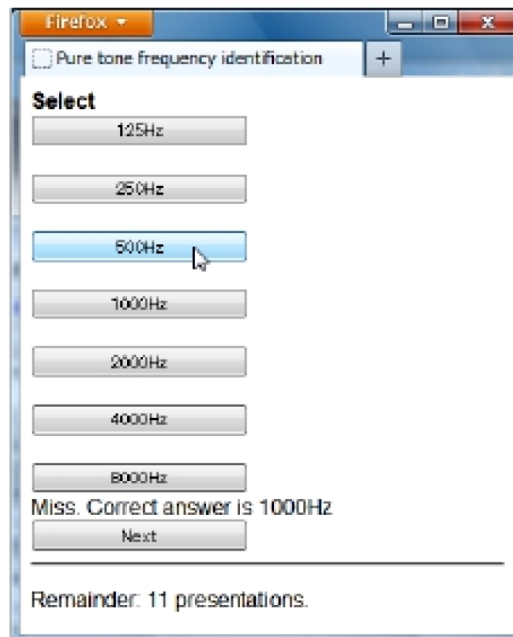 Firefox
Pure tone frequency identification
Select
125Hz
250Hz
500Hz
1000Hz
2000Hz
4000Hz
8000Hz
Miss. Correct answer is 1000Hz
Next
Remainder: 11 presentations.